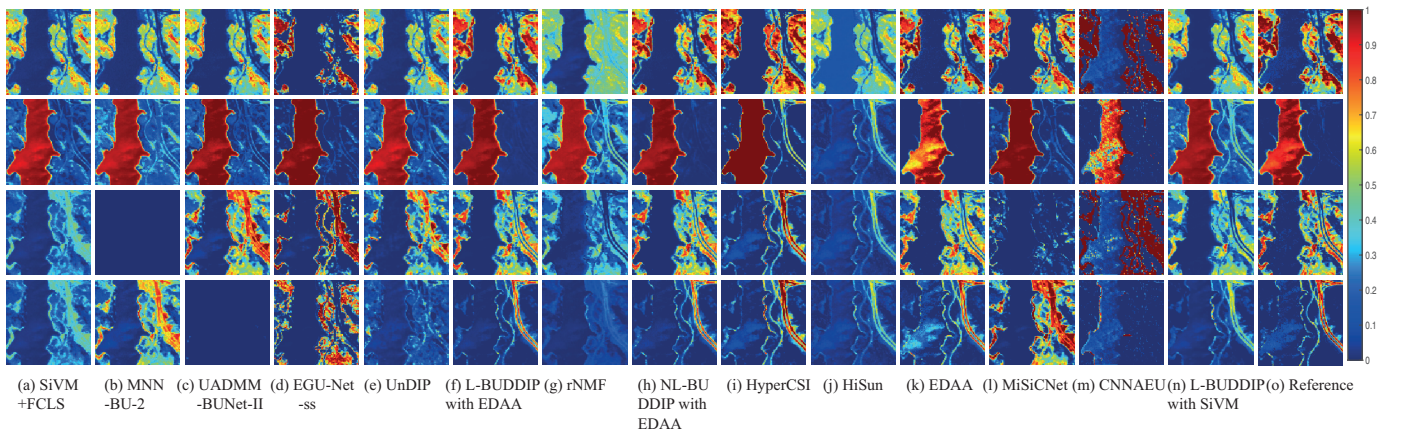 1
0.9
0.8
0.7
0.6
0.5
0.4
0.3
0.2
0.1
0
(a) SiVM
+FCLS
(b) MNN
-BU-2
(c) UADMM
-BUNet-II
(d) EGU-Net
-ss
(e) UnDIP
(f) L-BUDDIP
with EDAA
(g) rNMF
(h) NL-BU
DDIP with
EDAA
(i) HyperCSI
(j) HiSun
(k) EDAA
(l) MiSiCNet
(m) CNNAEU
(n) L-BUDDIP
with SiVM
(o) Reference